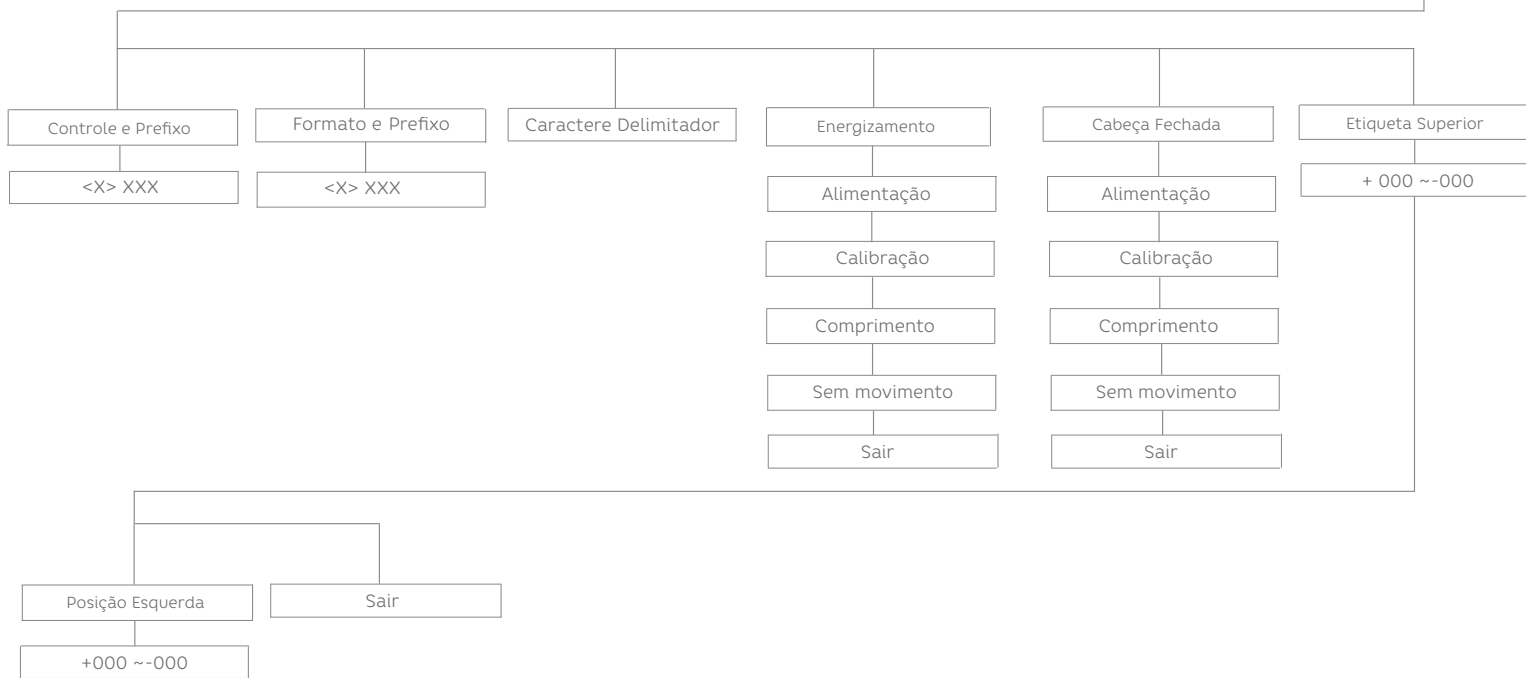 Controle e Prefixo
<X> XXX
Formato e Prefixo
<X> XXX
Caractere Delimitador
Energizamento
Alimentação
Calibração
Comprimento
Sem movimento
Sair
Cabeça Fechada
Alimentação
Calibração
Comprimento
Sem movimento
Sair
Etiqueta Superior
+ 000 ~-000
Posição Esquerda
+000 ~-000
Sair